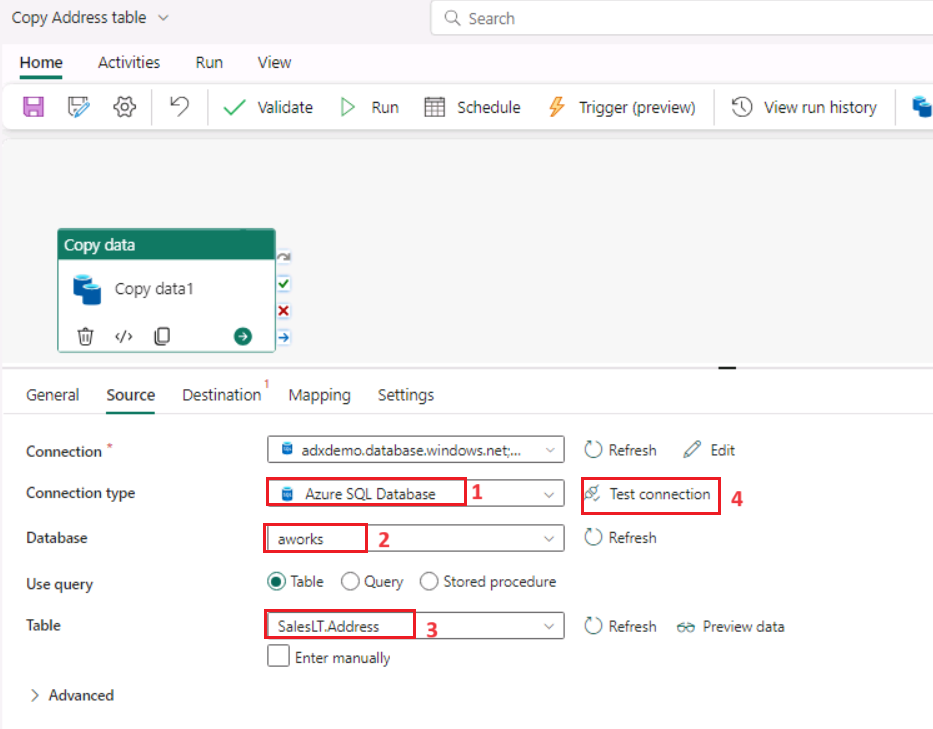 Copy Address table
Search
Home Activities Run View
Validate Run Schedule Trigger (preview) View run history
Copy data
Copy data1
General Source Destination 1 Mapping Settings
Connection * adxdemo.database.windows.net;... Refresh Edit
Connection type Azure SQL Database 1 Test connection 4
Database aworks 2 Refresh
Use query Table Query Stored procedure
Table SalesLT.Address 3 Refresh Preview data
Enter manually
Advanced